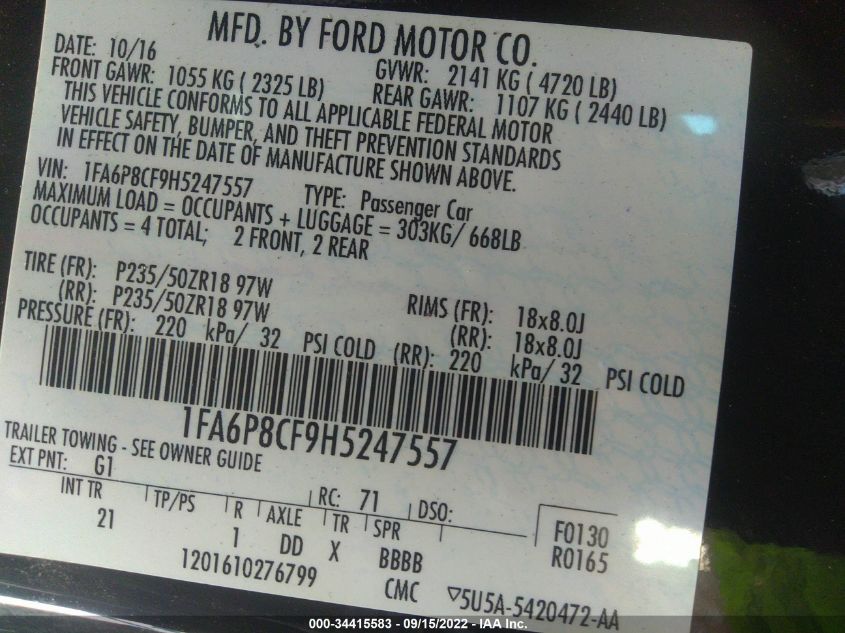 MFD. BY FORD MOTOR CO.
DATE: 10/16 GVWR: 2141 KG ( 4720 LB)
FRONT GAWR: 1055 KG ( 2325 LB) REAR GAWR: 1107 KG ( 2440 LB)
THIS VEHICLE CONFORMS TO ALL APPLICABLE FEDERAL MOTOR
VEHICLE SAFETY, BUMPER, AND THEFT PREVENTION STANDARDS
IN EFFECT ON THE DATE OF MANUFACTURE SHOWN ABOVE.
VIN: 1FA6P8CF9H5247557 TYPE: Passenger Car
MAXIMUM LOAD = OCCUPANTS + LUGGAGE = 303KG/ 668LB
OCCUPANTS = 4 TOTAL; 2 FRONT, 2 REAR
TIRE (FR): P235/50ZR18 97W RIMS (FR): 18x8.0J
(RR): P235/50ZR18 97W (RR): 18x8.0J
PRESSURE (FR): 220 kPa/ 32 PSI COLD (RR): 220 kPa/ 32 PSI COLD
1FA6P8CF9H5247557
TRAILER TOWING - SEE OWNER GUIDE
EXT PNT: G1 RC: 71 DSO:
INT TR TP/PS R AXLE TR SPR F0130
21 1 DD X BBBB R0165
1201610276799 CMC ▽5U5A-5420472-AA
000-34415583 - 09/15/2022 - IAA Inc.